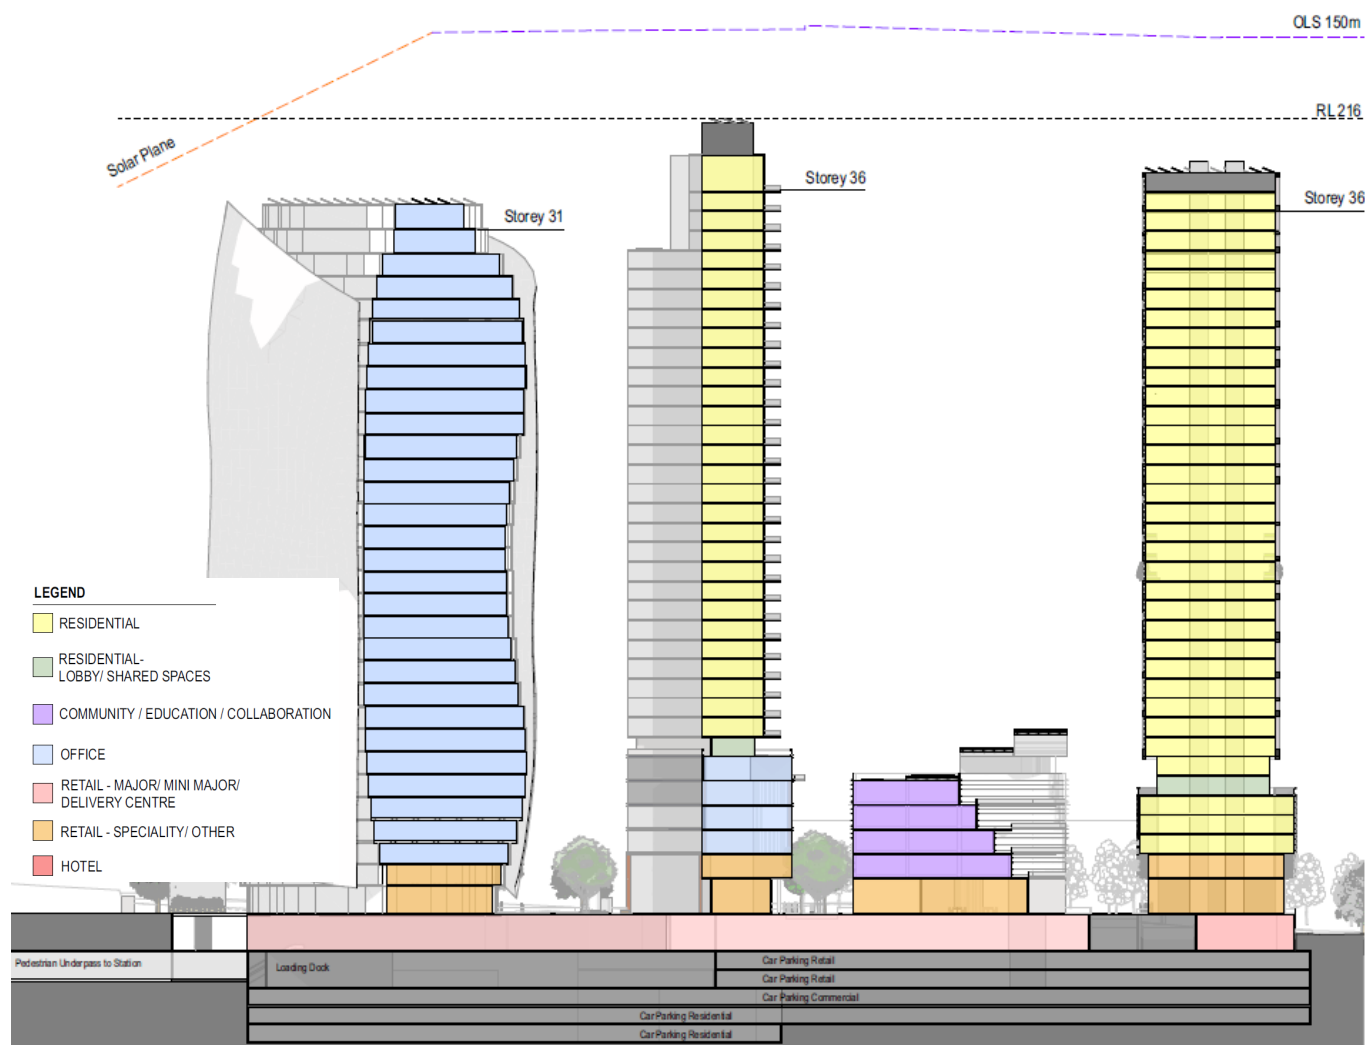 OLS 150m
RL 216
Solar Plane
Storey 36
Storey 36
Storey 31
LEGEND
RESIDENTIAL
RESIDENTIAL-
LOBBY/ SHARED SPACES
COMMUNITY / EDUCATION / COLLABORATION
OFFICE
RETAIL - MAJOR/ MINI MAJOR/
DELIVERY CENTRE
RETAIL - SPECIALITY/ OTHER
HOTEL
Pedestrian Underpass to Station
Loading Dock
Car Parking Retail
Car Parking Retail
Car Parking Commercial
Car Parking Residential
Car Parking Residential